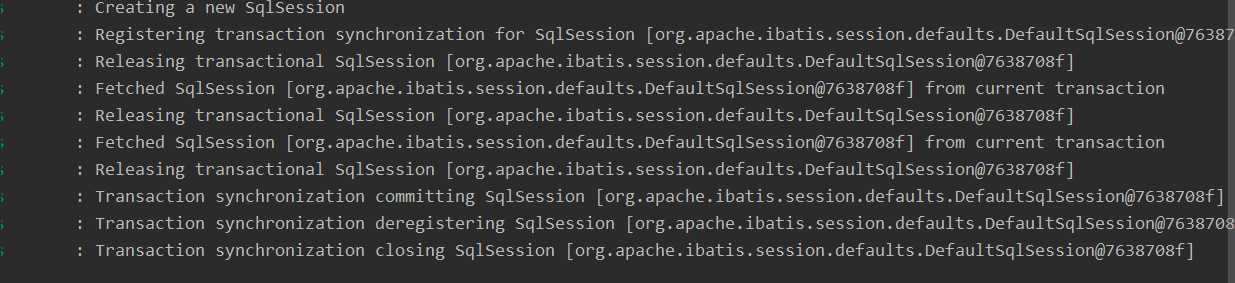 : Creating a new SqlSession
: Registering transaction synchronization for SqlSession [org.apache.ibatis.session.defaults.DefaultSqlSession@76387
: Releasing transactional SqlSession [org.apache.ibatis.session.defaults.DefaultSqlSession@7638708f]
: Fetched SqlSession [org.apache.ibatis.session.defaults.DefaultSqlSession@7638708f] from current transaction
: Releasing transactional SqlSession [org.apache.ibatis.session.defaults.DefaultSqlSession@7638708f]
: Fetched SqlSession [org.apache.ibatis.session.defaults.DefaultSqlSession@7638708f] from current transaction
: Releasing transactional SqlSession [org.apache.ibatis.session.defaults.DefaultSqlSession@7638708f]
: Transaction synchronization committing SqlSession [org.apache.ibatis.session.defaults.DefaultSqlSession@7638708f]
: Transaction synchronization deregistering SqlSession [org.apache.ibatis.session.defaults.DefaultSqlSession@7638708
: Transaction synchronization closing SqlSession [org.apache.ibatis.session.defaults.DefaultSqlSession@7638708f]